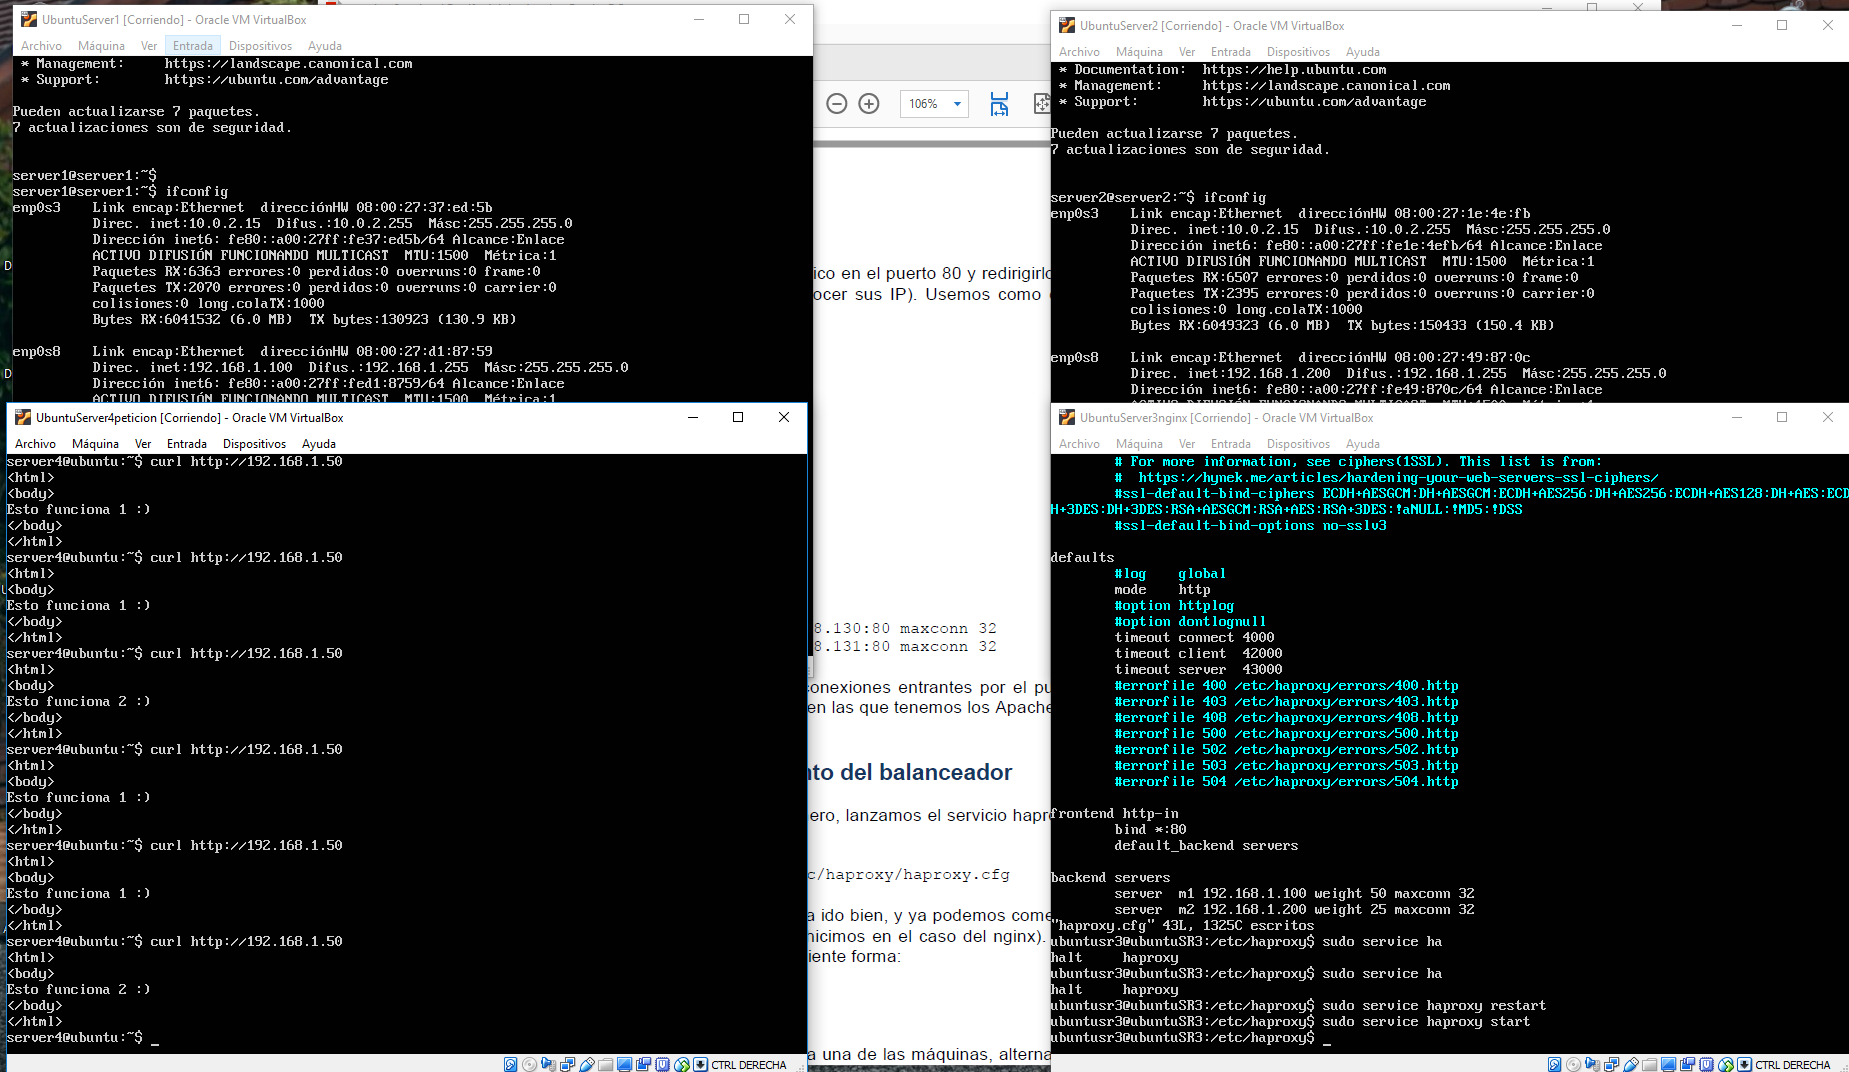 UbuntuServer1 [Corriendo] - Oracle VM VirtualBox
Archivo Máquina Ver Entrada Dispositivos Ayuda
* Management: https://landscape.canonical.com
* Support: https://ubuntu.com/advantage
Pueden actualizarse 7 paquetes.
7 actualizaciones son de seguridad.
server1@server1:~$
server1@server1:~$ ifconfig
enp0s3 Link encap:Ethernet direcciónHW 08:00:27:37:ed:5b
Direc. inet:10.0.2.15 Difus.:10.0.2.255 Másc:255.255.255.0
Dirección inet6: fe80::a00:27ff:fe37:ed5b/64 Alcance:Enlace
ACTIVO DIFUSIÓN FUNCIONANDO MULTICAST MTU:1500 Métrica:1
Paquetes RX:6363 errores:0 perdidos:0 overruns:0 frame:0
Paquetes TX:2070 errores:0 perdidos:0 overruns:0 carrier:0
colisiones:0 long.colaTX:1000
Bytes RX:6041532 (6.0 MB) TX bytes:130923 (130.9 KB)
enp0s8 Link encap:Ethernet direcciónHW 08:00:27:d1:87:59
Direc. inet:192.168.1.100 Difus.:192.168.1.255 Másc:255.255.255.0
Dirección inet6: fe80::a00:27ff:fed1:8759/64 Alcance:Enlace
ACTIVO DIFUSIÓN FUNCIONANDO MULTICAST MTU:1500 Métrica:1
106%
ico en el puerto 80 y redirigirlo
ocer sus IP). Usemos como
8.130:80 maxconn 32
8.131:80 maxconn 32
conexiones entrantes por el pu
en las que tenemos los Apache
nto del balanceador
ero, lanzamos el servicio hapr
c/haproxy/haproxy.cfg
a ido bien, y ya podemos come
hicimos en el caso del nginx).
iente forma:
a una de las máquinas, alterna
UbuntuServer2 [Corriendo] - Oracle VM VirtualBox
Archivo Máquina Ver Entrada Dispositivos Ayuda
* Documentation: https://help.ubuntu.com
* Management: https://landscape.canonical.com
* Support: https://ubuntu.com/advantage
Pueden actualizarse 7 paquetes.
7 actualizaciones son de seguridad.
server2@server2:~$ ifconfig
enp0s3 Link encap:Ethernet direcciónHW 08:00:27:1e:4e:fb
Direc. inet:10.0.2.15 Difus.:10.0.2.255 Másc:255.255.255.0
Dirección inet6: fe80::a00:27ff:fe1e:4efb/64 Alcance:Enlace
ACTIVO DIFUSIÓN FUNCIONANDO MULTICAST MTU:1500 Métrica:1
Paquetes RX:6507 errores:0 perdidos:0 overruns:0 frame:0
Paquetes TX:2395 errores:0 perdidos:0 overruns:0 carrier:0
colisiones:0 long.colaTX:1000
Bytes RX:6049323 (6.0 MB) TX bytes:150433 (150.4 KB)
enp0s8 Link encap:Ethernet direcciónHW 08:00:27:49:87:0c
Direc. inet:192.168.1.200 Difus.:192.168.1.255 Másc:255.255.255.0
Dirección inet6: fe80::a00:27ff:fe49:870c/64 Alcance:Enlace
ACTIVO DIFUSIÓN FUNCIONANDO MULTICAST MTU:1500 Métrica:1
UbuntuServer4peticion [Corriendo] - Oracle VM VirtualBox
Archivo Máquina Ver Entrada Dispositivos Ayuda
server4@ubuntu:~$ curl http://192.168.1.50
<html>
<body>
Esto funciona 1 :)
</body>
</html>
server4@ubuntu:~$ curl http://192.168.1.50
<html>
<body>
Esto funciona 1 :)
</body>
</html>
server4@ubuntu:~$ curl http://192.168.1.50
<html>
<body>
Esto funciona 2 :)
</body>
</html>
server4@ubuntu:~$ curl http://192.168.1.50
<html>
<body>
Esto funciona 1 :)
</body>
</html>
server4@ubuntu:~$ curl http://192.168.1.50
<html>
<body>
Esto funciona 1 :)
</body>
</html>
server4@ubuntu:~$ curl http://192.168.1.50
<html>
<body>
Esto funciona 2 :)
</body>
</html>
server4@ubuntu:~$ _
CTRL DERECHA
UbuntuServer3nginx [Corriendo] - Oracle VM VirtualBox
Archivo Máquina Ver Entrada Dispositivos Ayuda
# For more information, see ciphers(1SSL). This list is from:
# https://hynek.me/articles/hardening-your-web-servers-ssl-ciphers/
#ssl-default-bind-ciphers ECDH+AESGCM:DH+AESGCM:ECDH+AES256:DH+AES256:ECDH+AES128:DH+AES:ECD
H+3DES:DH+3DES:RSA+AESGCM:RSA+AES:RSA+3DES:!aNULL:!MD5:!DSS
#ssl-default-bind-options no-sslv3
defaults
#log global
mode http
#option httplog
#option dontlognull
timeout connect 4000
timeout client 42000
timeout server 43000
#errorfile 400 /etc/haproxy/errors/400.http
#errorfile 403 /etc/haproxy/errors/403.http
#errorfile 408 /etc/haproxy/errors/408.http
#errorfile 500 /etc/haproxy/errors/500.http
#errorfile 502 /etc/haproxy/errors/502.http
#errorfile 503 /etc/haproxy/errors/503.http
#errorfile 504 /etc/haproxy/errors/504.http
frontend http-in
bind *:80
default_backend servers
backend servers
server m1 192.168.1.100 weight 50 maxconn 32
server m2 192.168.1.200 weight 25 maxconn 32
"haproxy.cfg" 43L, 1325C escritos
ubuntusr3@ubuntuSR3:/etc/haproxy$ sudo service ha
halt haproxy
ubuntusr3@ubuntuSR3:/etc/haproxy$ sudo service ha
halt haproxy
ubuntusr3@ubuntuSR3:/etc/haproxy$ sudo service haproxy restart
ubuntusr3@ubuntuSR3:/etc/haproxy$ sudo service haproxy start
ubuntusr3@ubuntuSR3:/etc/haproxy$ _
CTRL DERECHA